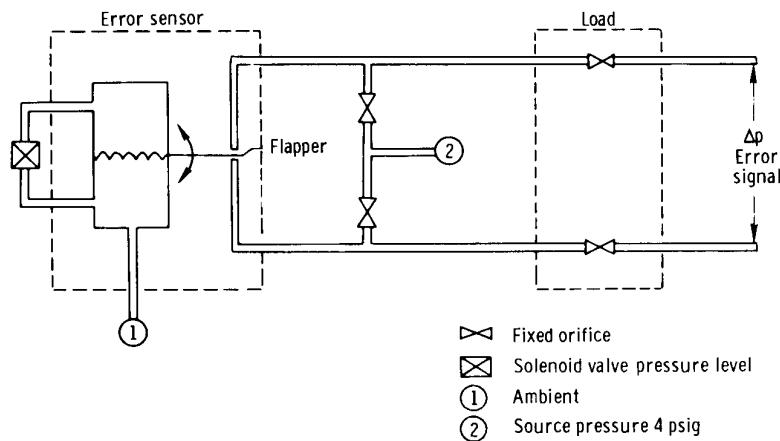 Error sensor
Load
Flapper
2
Δp
Error
signal
1
Fixed orifice
Solenoid valve pressure level
1 Ambient
2 Source pressure 4 psig